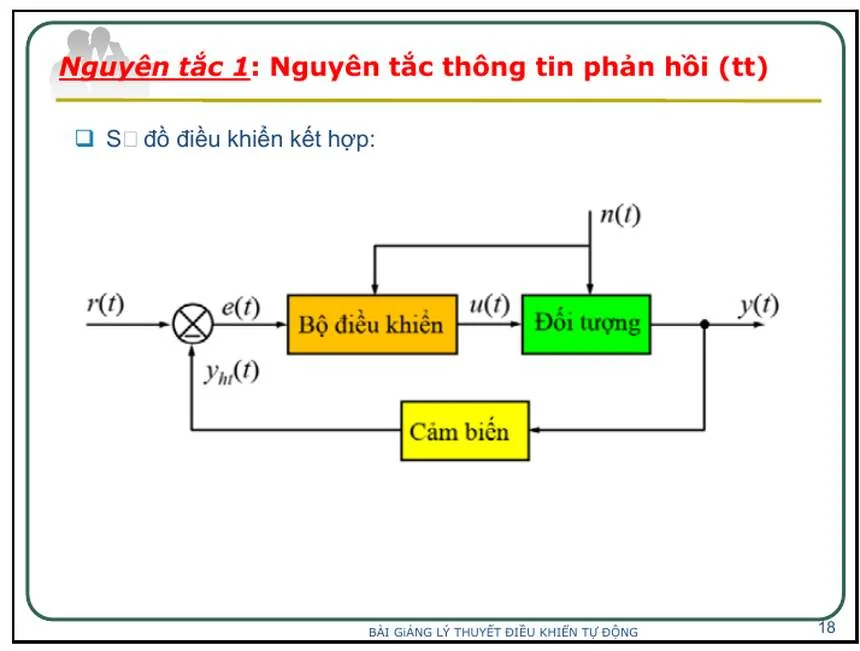 Nguyên tắc 1: Nguyên tắc thông tin phản hồi (tt)
S□ đồ điều khiển kết hợp:
n(t)
r(t)
e(t)
Bộ điều khiển
u(t)
Đối tượng
y(t)
yht(t)
Cảm biến
BÀI GiẢNG LÝ THUYẾT ĐIỀU KHIỂN TỰ ĐỘNG
18